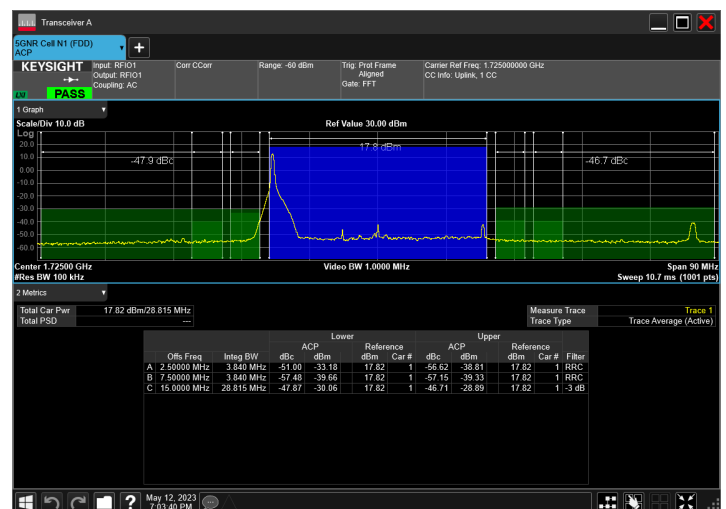 Transceiver A
5GNR Cell N1 (FDD)
ACP
KEYSIGHT
LXI
PASS
Input: RFIO1
Output: RFIO1
Coupling: AC
Corr CCorr
Range: -60 dBm
Trig: Prot Frame
Aligned
Gate: FFT
Carrier Ref Freq: 1.725000000 GHz
CC Info: Uplink, 1 CC
1 Graph
Scale/Div 10.0 dB
Ref Value 30.00 dBm
Log
20.0
10.0
0.00
-10.0
-20.0
-30.0
-40.0
-50.0
-60.0
-47.9 dBc
17.8 dBm
-46.7 dBc
Center 1.72500 GHz
Video BW 1.0000 MHz
Span 90 MHz
#Res BW 100 kHz
Sweep 10.7 ms (1001 pts)
2 Metrics
Total Car Pwr 17.82 dBm/28.815 MHz
Total PSD ---
Measure Trace Trace 1
Trace Type Trace Average (Active)
Lower Upper
ACP Reference ACP Reference
Offs Freq Integ BW dBc dBm dBm Car # dBc dBm dBm Car # Filter
A 2.50000 MHz 3.840 MHz -51.00 -33.18 17.82 1 -56.62 -38.81 17.82 1 RRC
B 7.50000 MHz 3.840 MHz -57.48 -39.66 17.82 1 -57.15 -39.33 17.82 1 RRC
C 15.0000 MHz 28.815 MHz -47.87 -30.06 17.82 1 -46.71 -28.89 17.82 1 -3 dB
?
May 12, 2023
7:03:40 PM